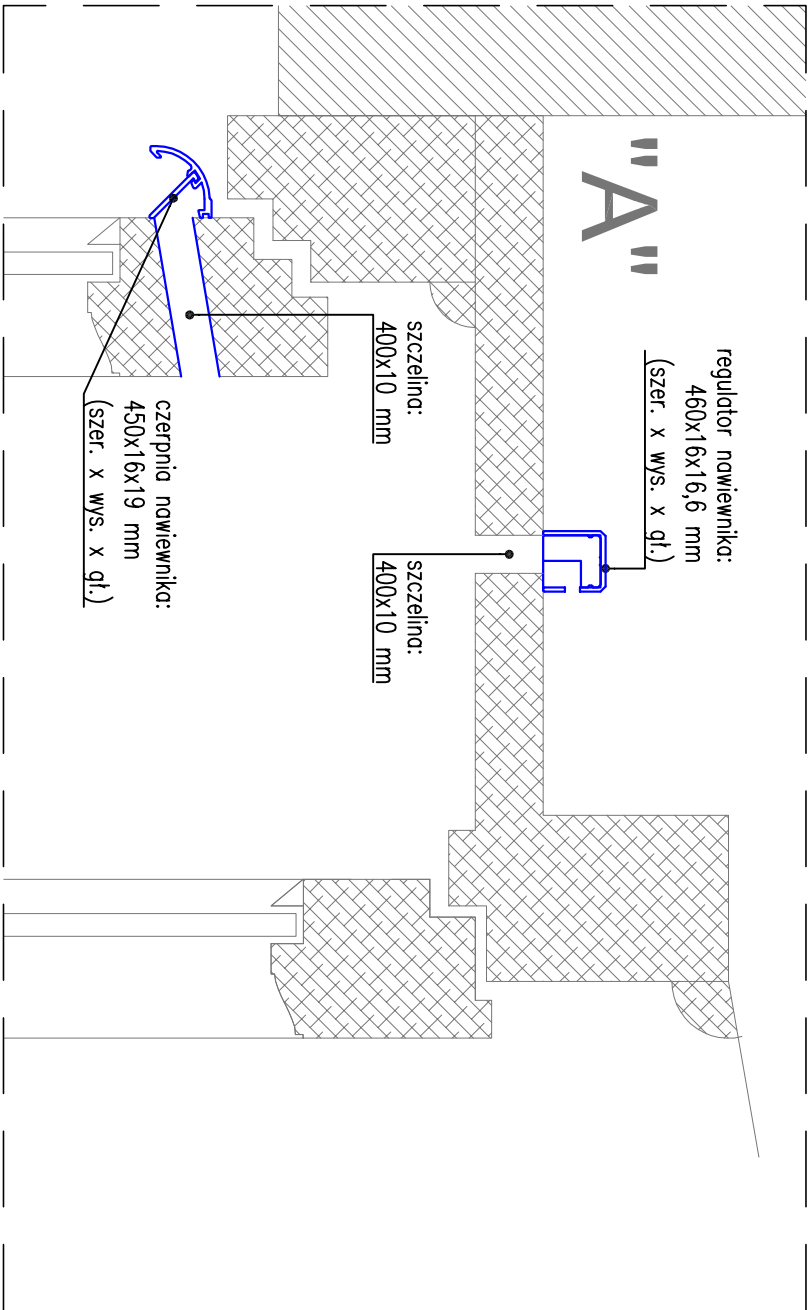 "A"
regulator nawiewnika:
460x16x16,6 mm
(szer. x wys. x gł.)
szczelina:
400x10 mm
szczelina:
400x10 mm
czerpnia nawiewnika:
450x16x19 mm
(szer. x wys. x gł.)